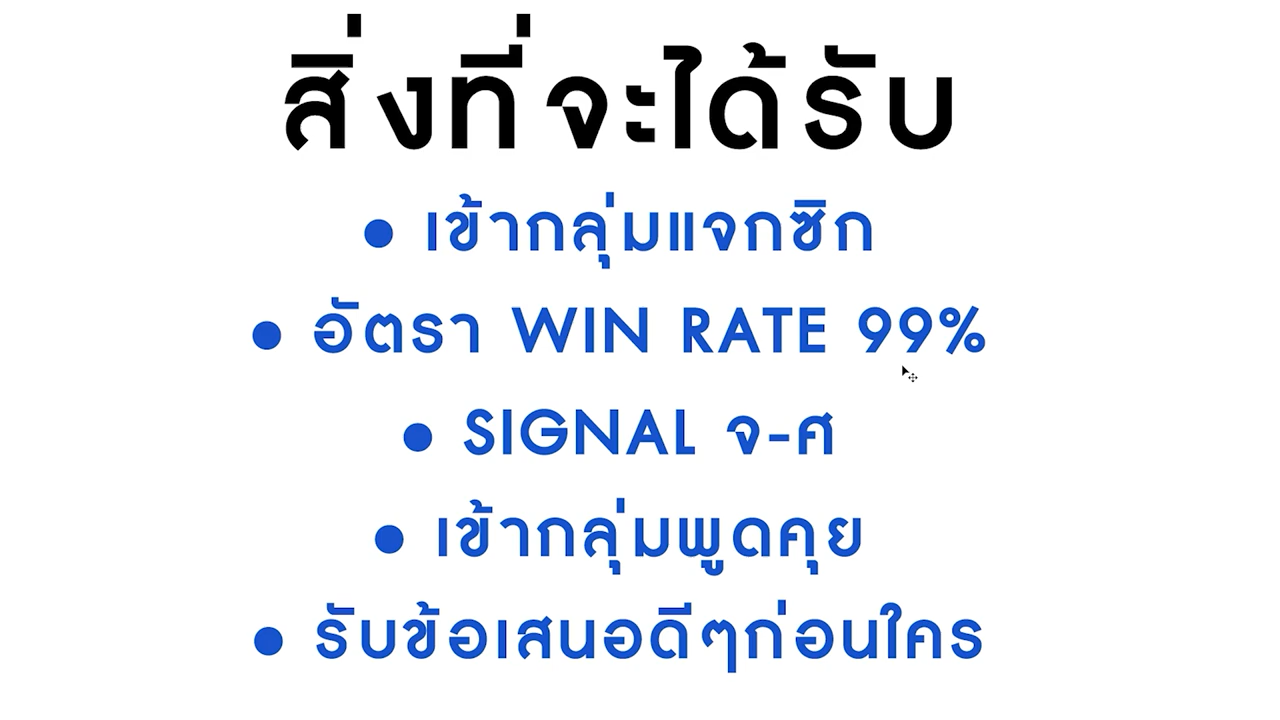 สิ่งที่จะได้รับ
● เข้ากลุ่มแจกซิก
● อัตรา WIN RATE 99%
● SIGNAL จ-ศ
● เข้ากลุ่มพูดคุย
● รับข้อเสนอดีๆก่อนใคร